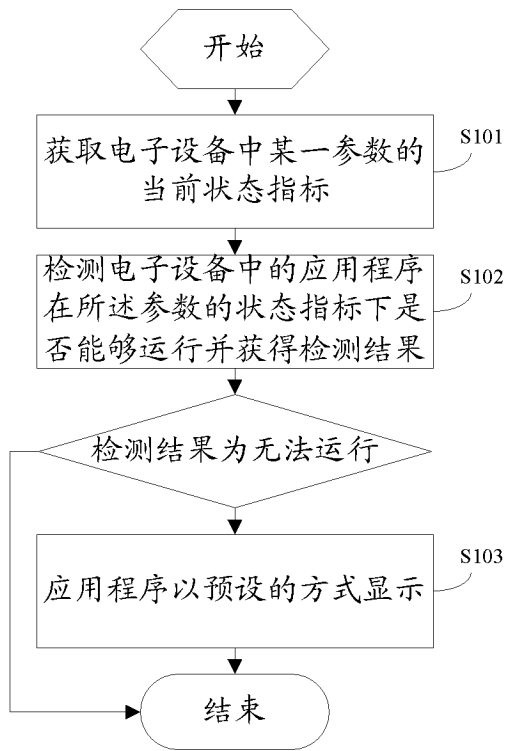 开始
获取电子设备中某一参数的
当前状态指标
S101
检测电子设备中的应用程序
在所述参数的状态指标下是
否能够运行并获得检测结果
S102
检测结果为无法运行
应用程序以预设的方式显示
S103
结束